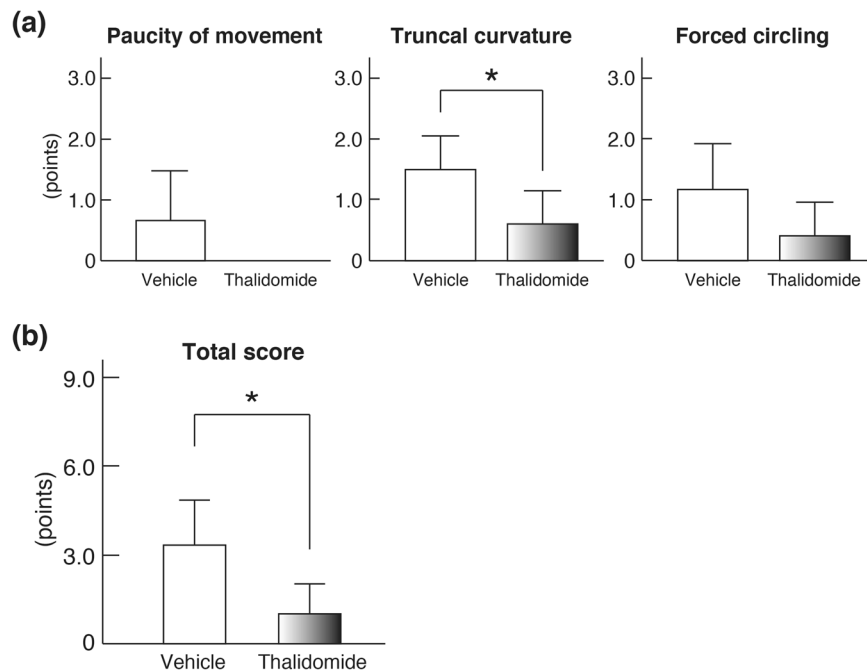 (a)
Paucity of movement
Truncal curvature
Forced circling
(points)
3.0
2.0
1.0
0
Vehicle Thalidomide
3.0
2.0
1.0
0
*
Vehicle Thalidomide
3.0
2.0
1.0
0
Vehicle Thalidomide
(b)
Total score
(points)
9.0
6.0
3.0
0
*
Vehicle Thalidomide